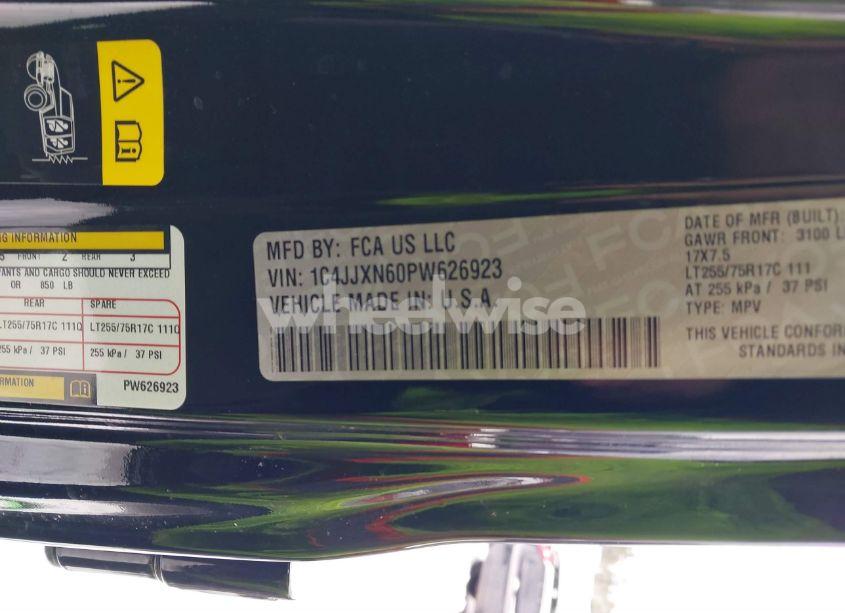 NG INFORMATION
5 FRONT 2 REAR 3
PANTS AND CARGO SHOULD NEVER EXCEED
OR 850 LB
REAR SPARE
LT255/75R17C 111Q LT255/75R17C 111Q
255 kPa / 37 PSI 255 kPa / 37 PSI
ORMATION
PW626923
MFD BY: FCA US LLC
VIN: 1C4JJXN60PW626923
VEHICLE MADE IN: U.S.A
wheelwise
DATE OF MFR (BUILT):
GAWR FRONT: 3100 L
17X7.5
LT255/75R17C 111
AT 255 kPa / 37 PSI
TYPE: MPV
THIS VEHICLE CONFOR
STANDARDS IN